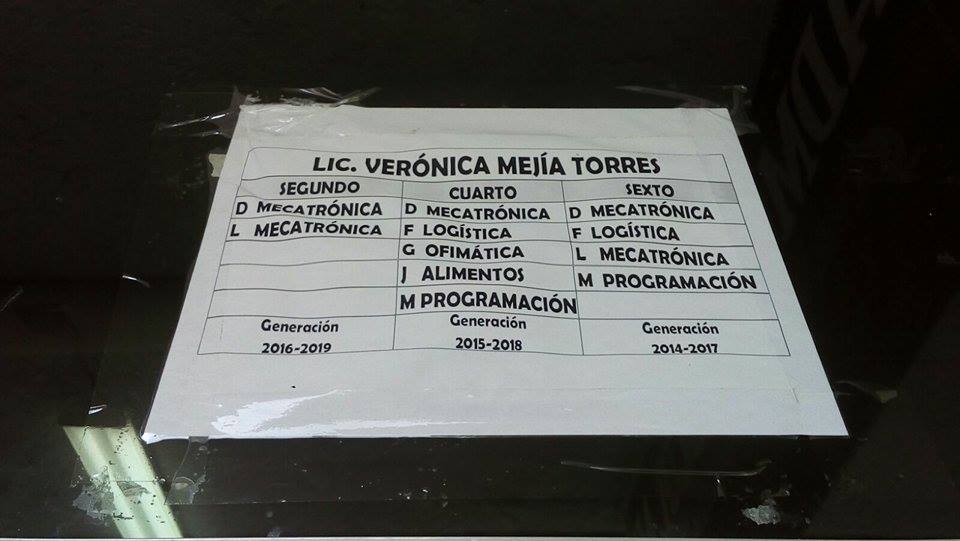 LIC. VERÓNICA MEJÍA TORRES
SEGUNDO CUARTO SEXTO
D MECATRÓNICA D MECATRÓNICA D MECATRÓNICA
L MECATRÓNICA F LOGÍSTICA F LOGÍSTICA
G OFIMÁTICA L MECATRÓNICA
J ALIMENTOS M PROGRAMACIÓN
M PROGRAMACIÓN
Generación Generación Generación
2016-2019 2015-2018 2014-2017